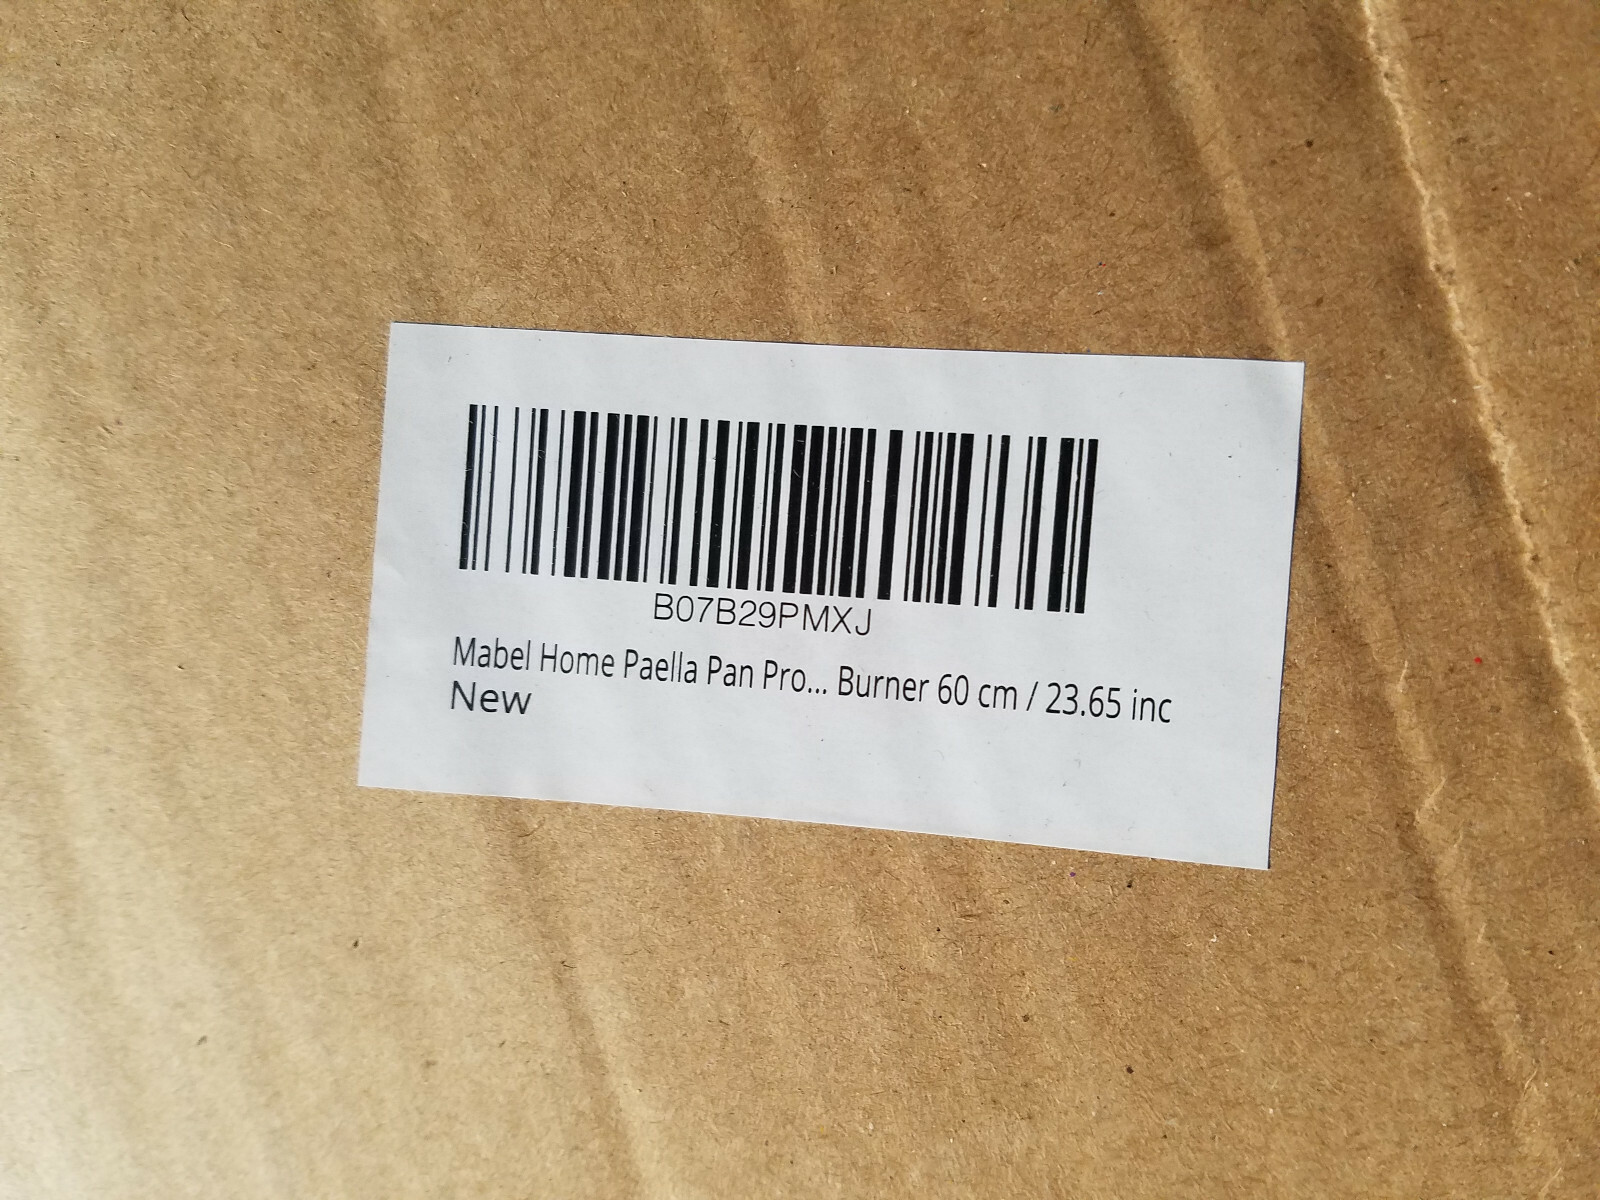 B07B29PMXJ
Mabel Home Paella Pan Pro... Burner 60 cm / 23.65 inc
New